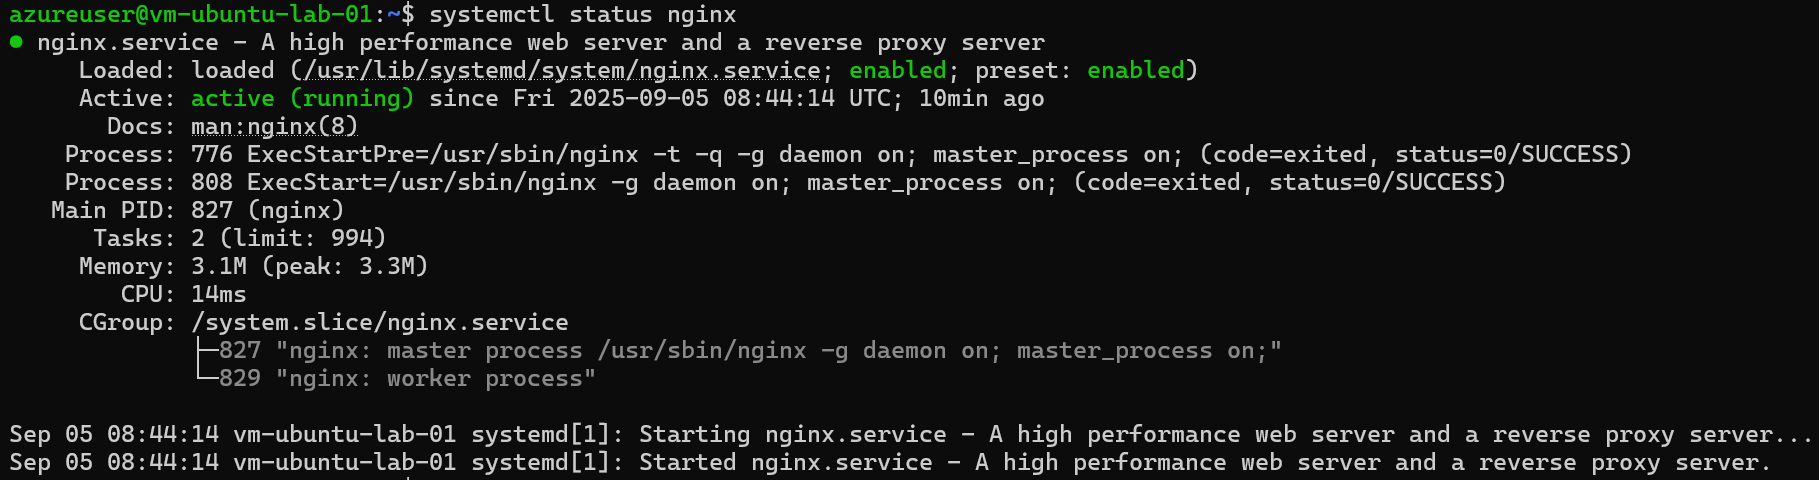 azureuser@vm-ubuntu-lab-01:~$ systemctl status nginx
● nginx.service - A high performance web server and a reverse proxy server
     Loaded: loaded (/usr/lib/systemd/system/nginx.service; enabled; preset: enabled)
     Active: active (running) since Fri 2025-09-05 08:44:14 UTC; 10min ago
       Docs: man:nginx(8)
    Process: 776 ExecStartPre=/usr/sbin/nginx -t -q -g daemon on; master_process on; (code=exited, status=0/SUCCESS)
    Process: 808 ExecStart=/usr/sbin/nginx -g daemon on; master_process on; (code=exited, status=0/SUCCESS)
   Main PID: 827 (nginx)
      Tasks: 2 (limit: 994)
     Memory: 3.1M (peak: 3.3M)
        CPU: 14ms
     CGroup: /system.slice/nginx.service
             ├─827 "nginx: master process /usr/sbin/nginx -g daemon on; master_process on;"
             └─829 "nginx: worker process"

Sep 05 08:44:14 vm-ubuntu-lab-01 systemd[1]: Starting nginx.service - A high performance web server and a reverse proxy server...
Sep 05 08:44:14 vm-ubuntu-lab-01 systemd[1]: Started nginx.service - A high performance web server and a reverse proxy server.